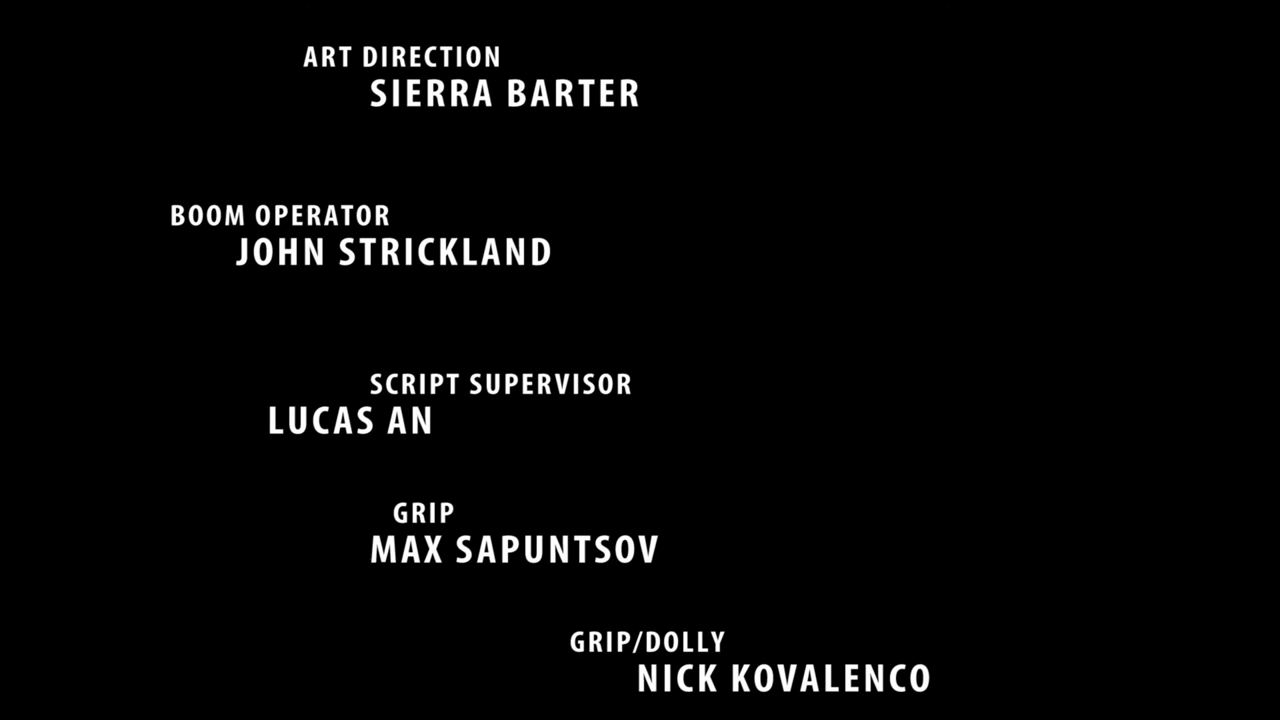 ART DIRECTION
SIERRA BARTER
BOOM OPERATOR
JOHN STRICKLAND
SCRIPT SUPERVISOR
LUCAS AN
GRIP
MAX SAPUNTSOV
GRIP/DOLLY
NICK KOVALENCO